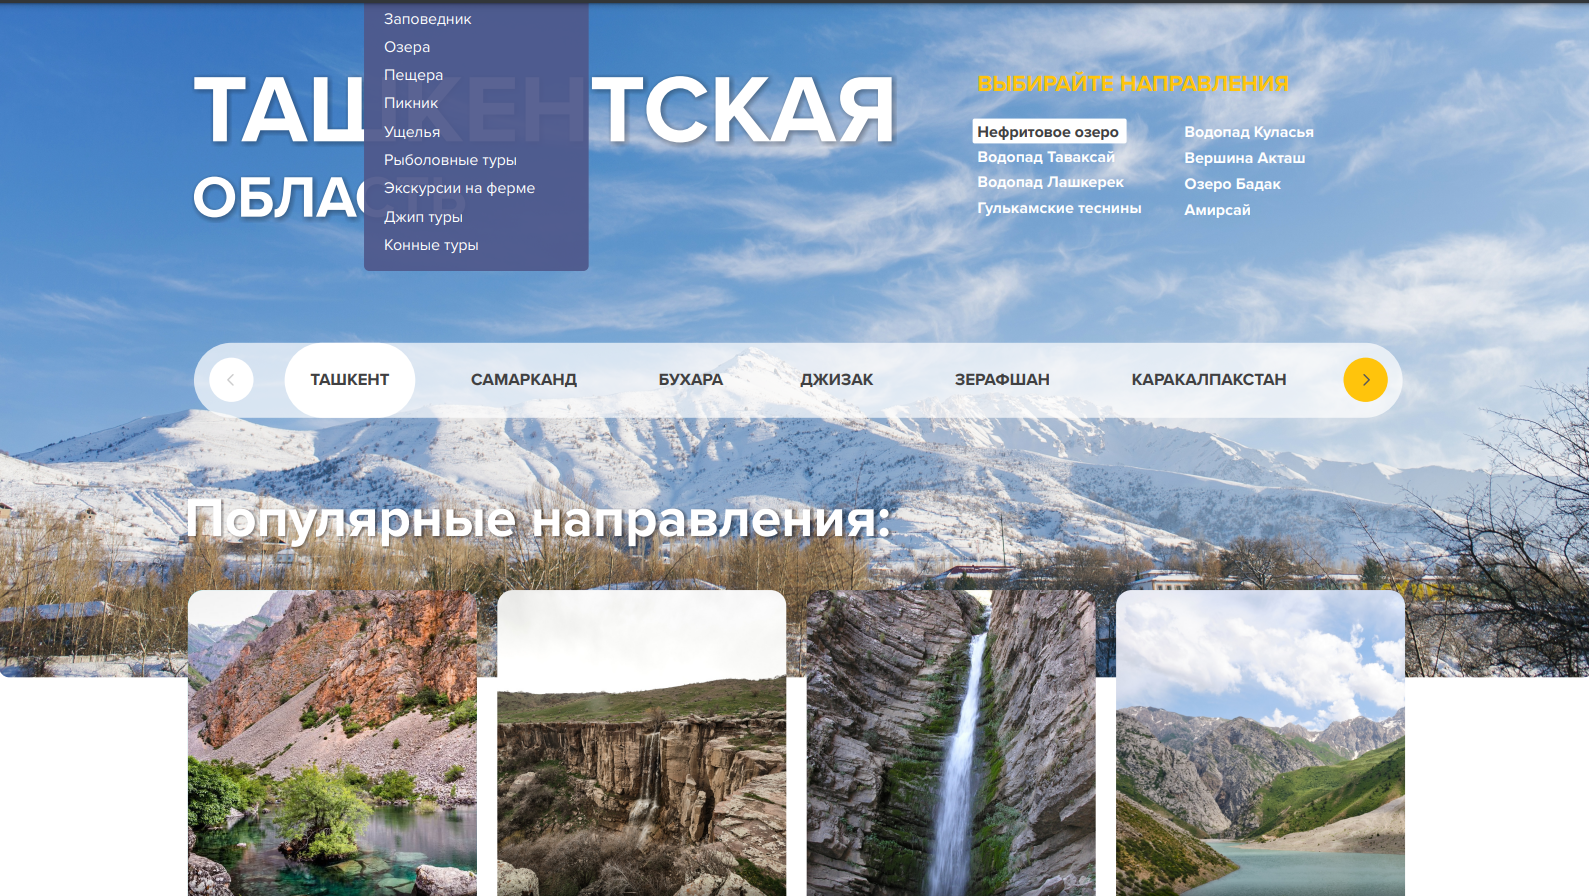 Заповедник
Озера
Пещера
Пикник
Ущелья
Рыболовные туры
Экскурсии на ферме
Джип туры
Конные туры
ТАШКЕНТСКАЯ
ОБЛАСТЬ
ВЫБИРАЙТЕ НАПРАВЛЕНИЯ
Нефритовое озеро
Водопад Таваксай
Водопад Лашкерек
Гулькамские теснины
Водопад Куласья
Вершина Акташ
Озеро Бадак
Амирсай
ТАШКЕНТ
САМАРКАНД
БУХАРА
ДЖИЗАК
ЗЕРАФШАН
КАРАКАЛПАКСТАН
Популярные направления: